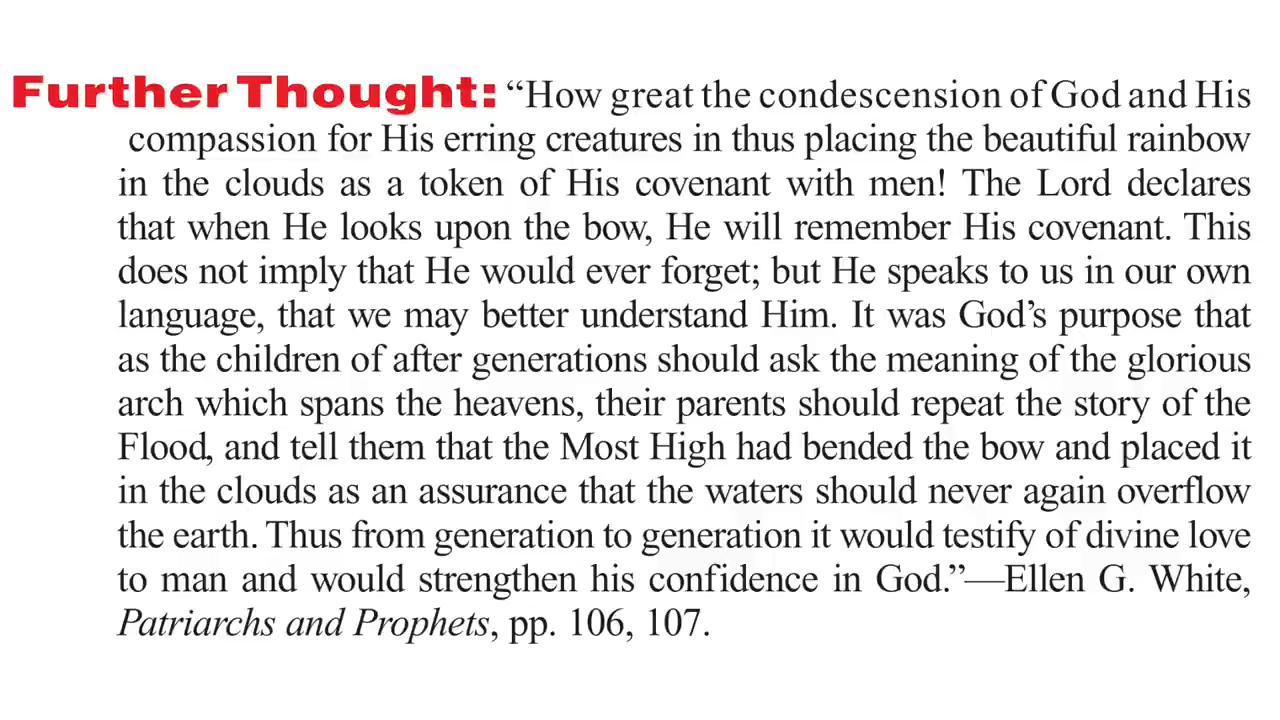 Further Thought: “How great the condescension of God and His
compassion for His erring creatures in thus placing the beautiful rainbow
in the clouds as a token of His covenant with men! The Lord declares
that when He looks upon the bow, He will remember His covenant. This
does not imply that He would ever forget; but He speaks to us in our own
language, that we may better understand Him. It was God’s purpose that
as the children of after generations should ask the meaning of the glorious
arch which spans the heavens, their parents should repeat the story of the
Flood, and tell them that the Most High had bended the bow and placed it
in the clouds as an assurance that the waters should never again overflow
the earth. Thus from generation to generation it would testify of divine love
to man and would strengthen his confidence in God.”—Ellen G. White,
Patriarchs and Prophets, pp. 106, 107.